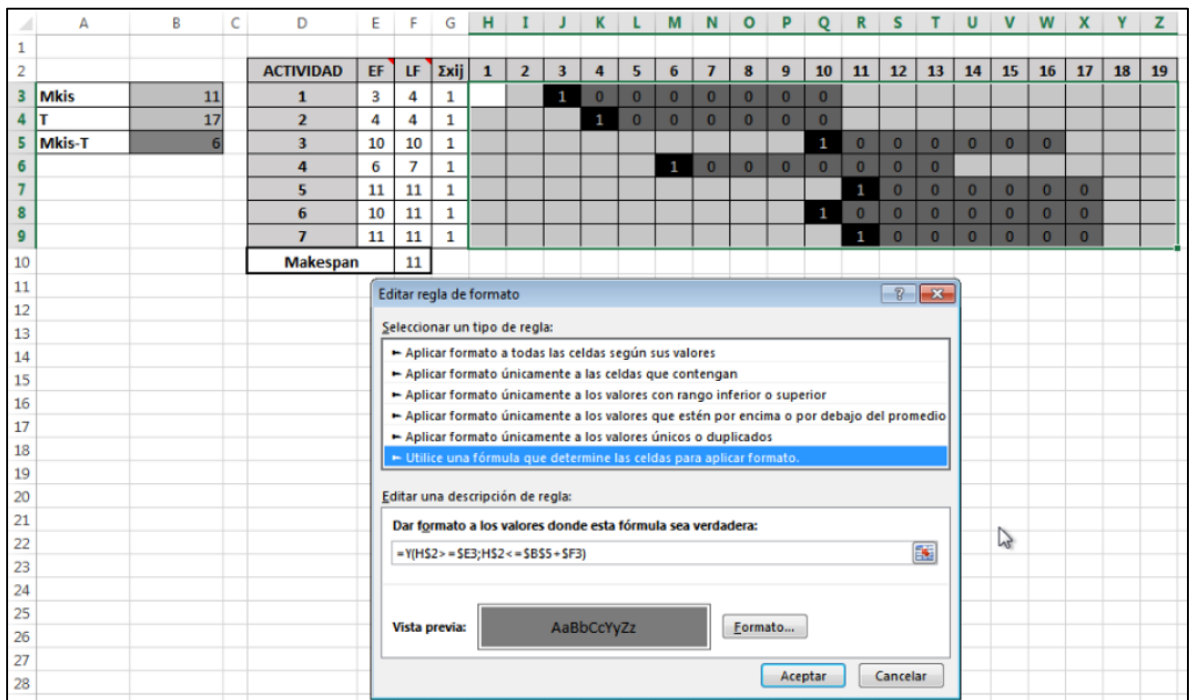 A B C D E F G H I J K L M N O P Q R S T U V W X Y Z
1
2 ACTIVIDAD EF LF Σxij 1 2 3 4 5 6 7 8 9 10 11 12 13 14 15 16 17 18 19
3 Mkis 11 1 3 4 1 1 0 0 0 0 0 0 0
4 T 17 2 4 4 1 1 0 0 0 0 0 0
5 Mkis-T 6 3 10 10 1 1 0 0 0 0 0 0
6 4 6 7 1 1 0 0 0 0 0 0 0
7 5 11 11 1 1 0 0 0 0 0 0
8 6 10 11 1 1 0 0 0 0 0 0 0
9 7 11 11 1 1 0 0 0 0 0 0
10 Makespan 11
11
12
13
14
15
16
17
18
19
20
21
22
23
24
25
26
27
28
Editar regla de formato
Seleccionar un tipo de regla:
► Aplicar formato a todas las celdas según sus valores
► Aplicar formato únicamente a las celdas que contengan
► Aplicar formato únicamente a los valores con rango inferior o superior
► Aplicar formato únicamente a los valores que estén por encima o por debajo del promedio
► Aplicar formato únicamente a los valores únicos o duplicados
► Utilice una fórmula que determine las celdas para aplicar formato.
Editar una descripción de regla:
Dar formato a los valores donde esta fórmula sea verdadera:
=Y(H$2>=$E3;H$2<=$B$5+$F3)
Vista previa: AaBbCcYyZz Formato...
Aceptar Cancelar